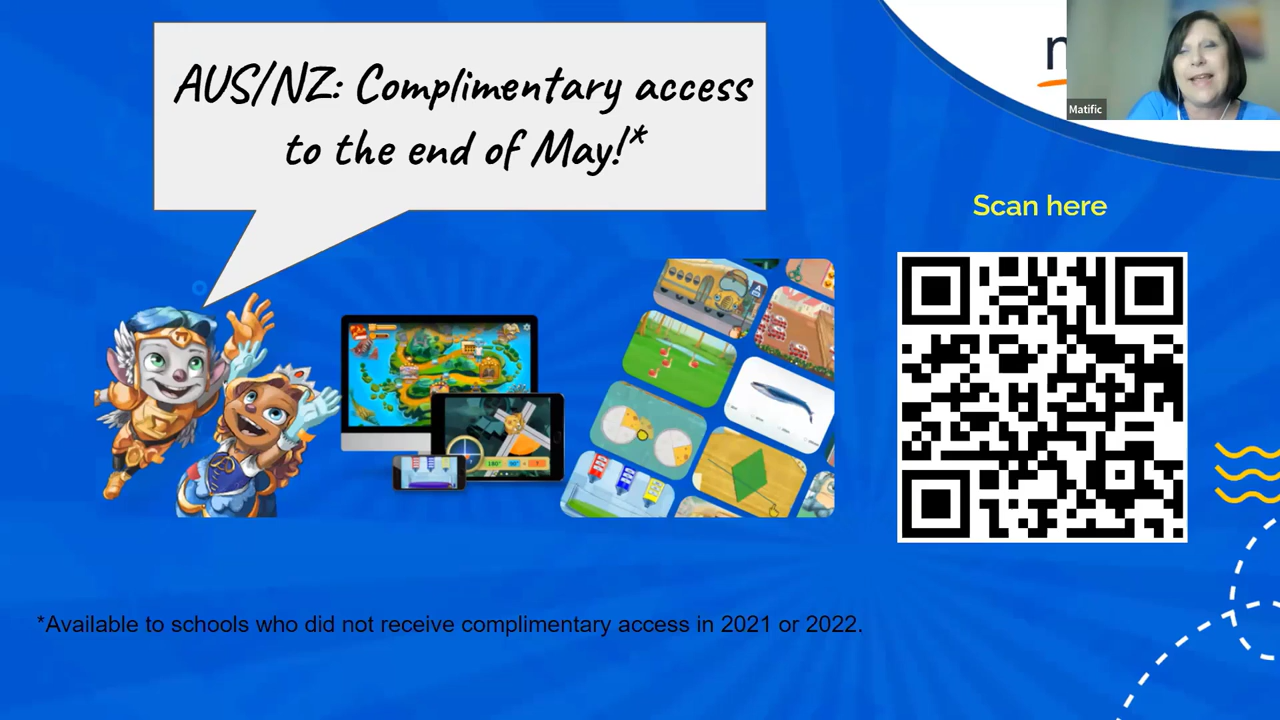 AUS/NZ: Complimentary access
to the end of May!*
Matific
Scan here
*Available to schools who did not receive complimentary access in 2021 or 2022.